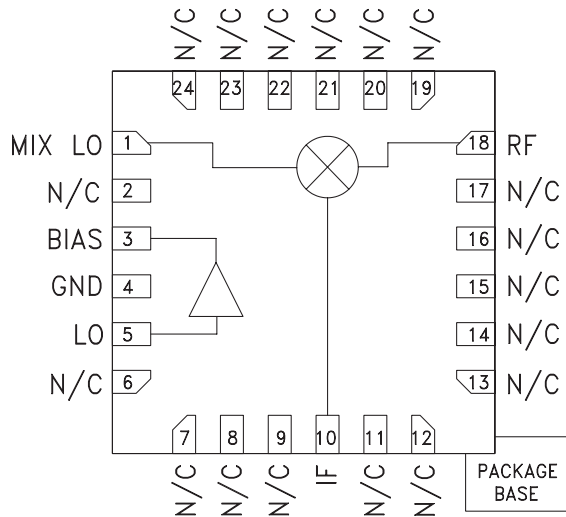 N/C N/C N/C N/C N/C N/C
24 23 22 21 20 19
MIX LO 1 18 RF
N/C 2 17 N/C
BIAS 3 16 N/C
GND 4 15 N/C
LO 5 14 N/C
N/C 6 13 N/C
7 8 9 10 11 12
N/C N/C N/C IF N/C N/C
PACKAGE
BASE